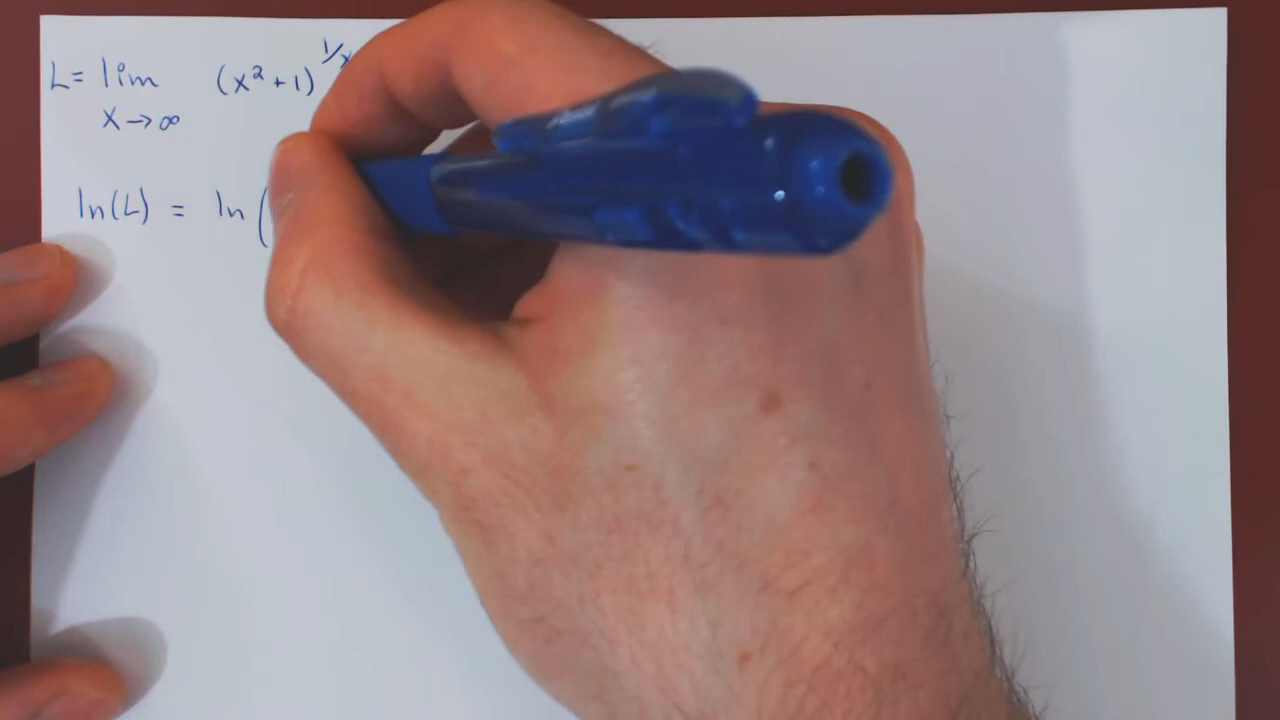 L = lim (x² + 1)^(1/x)
x → ∞
ln(L) = ln (